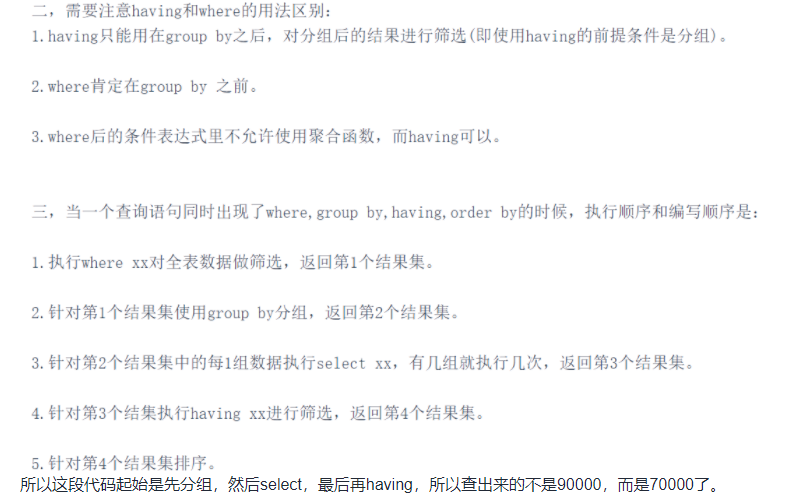 二，需要注意having和where的用法区别：
1.having只能用在group by之后，对分组后的结果进行筛选(即使用having的前提条件是分组)。
2.where肯定在group by 之前。
3.where后的条件表达式里不允许使用聚合函数，而having可以。
三，当一个查询语句同时出现了where,group by,having,order by的时候，执行顺序和编写顺序是：
1.执行where xx对全表数据做筛选，返回第1个结果集。
2.针对第1个结果集使用group by分组，返回第2个结果集。
3.针对第2个结果集中的每1组数据执行select xx，有几组就执行几次，返回第3个结果集。
4.针对第3个结集执行having xx进行筛选，返回第4个结果集。
5.针对第4个结果集排序。
所以这段代码起始是先分组，然后select，最后再having，所以查出来的不是90000，而是70000了。